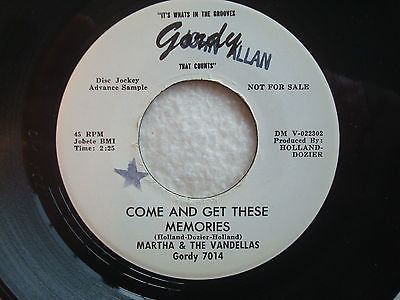 "IT'S WHATS IN THE GROOVES
Gordy
ALLAN
THAT COUNTS"
Disc Jockey
Advance Sample
NOT FOR SALE
45 RPM
Jobete BMI
Time: 2:25
DM V-022302
Produced By:
HOLLAND-
DOZIER
COME AND GET THESE
MEMORIES
(Holland-Dozier-Holland)
MARTHA & THE VANDELLAS
Gordy 7014